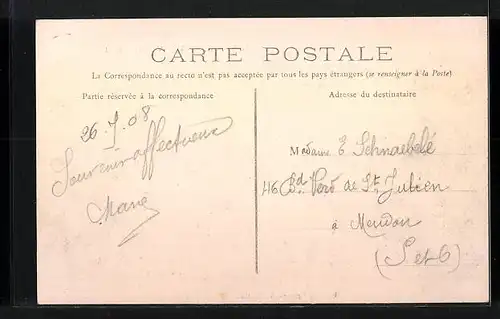 CARTE POSTALE
La Correspondance au recto n'est pas acceptée par tous les pays étrangers (se renseigner à la Poste)
Partie réservée à la correspondance
Adresse du destinataire
26-7-08
Souvenir affectueux
Marie
Madame E Schnaebelé
46 Bd de St Julien
à Meudon
(S et O)